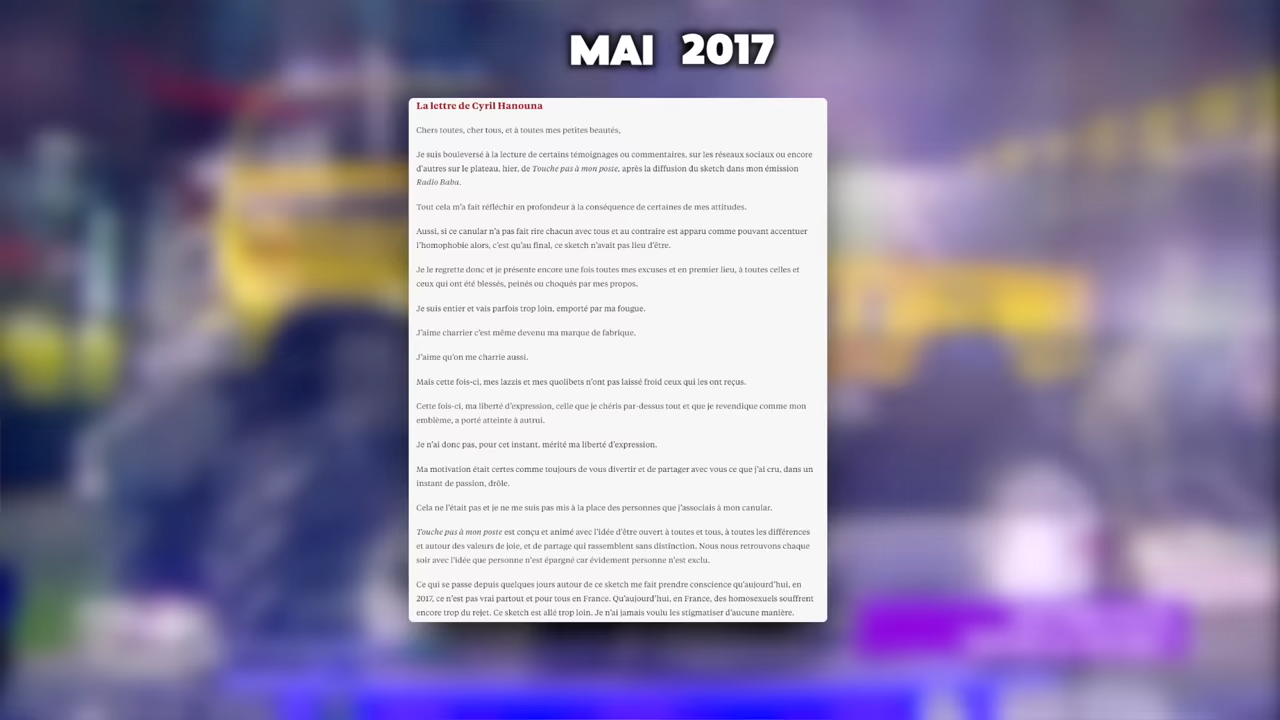 MAI 2017
La lettre de Cyril Hanouna
Chers toutes, cher tous, et à toutes mes petites beautés,
Je suis bouleversé à la lecture de certains témoignages ou commentaires, sur les réseaux sociaux ou encore
d'autres sur le plateau, hier, de Touche pas à mon poste, après la diffusion du sketch dans mon émission
Radio Baba.
Tout cela m'a fait réfléchir en profondeur à la conséquence de certaines de mes attitudes.
Aussi, si ce canular n'a pas fait rire chacun avec tous et au contraire est apparu comme pouvant accentuer
l'homophobie alors, c'est qu'au final, ce sketch n'avait pas lieu d'être.
Je le regrette donc et je présente encore une fois toutes mes excuses et en premier lieu, à toutes celles et
ceux qui ont été blessés, peinés ou choqués par mes propos.
Je suis entier et vais parfois trop loin, emporté par ma fougue.
J'aime charrier c'est même devenu ma marque de fabrique.
J'aime qu'on me charrie aussi.
Mais cette fois-ci, mes lazzis et mes quolibets n'ont pas laissé froid ceux qui les ont reçus.
Cette fois-ci, ma liberté d'expression, celle que je chéris par-dessus tout et que je revendique comme mon
emblème, a porté atteinte à autrui.
Je n'ai donc pas, pour cet instant, mérité ma liberté d'expression.
Ma motivation était certes comme toujours de vous divertir et de partager avec vous ce que j'ai cru, dans un
instant de passion, drôle.
Cela ne l'était pas et je ne me suis pas mis à la place des personnes que j'associais à mon canular.
Touche pas à mon poste est conçu et animé avec l'idée d'être ouvert à toutes et tous, à toutes les différences
et autour des valeurs de joie, et de partage qui rassemblent sans distinction. Nous nous retrouvons chaque
soir avec l'idée que personne n'est épargné car évidement personne n'est exclu.
Ce qui se passe depuis quelques jours autour de ce sketch me fait prendre conscience qu'aujourd'hui, en
2017, ce n'est pas vrai partout et pour tous en France. Qu'aujourd'hui, en France, des homosexuels souffrent
encore trop du rejet. Ce sketch est allé trop loin. Je n'ai jamais voulu les stigmatiser d'aucune manière.